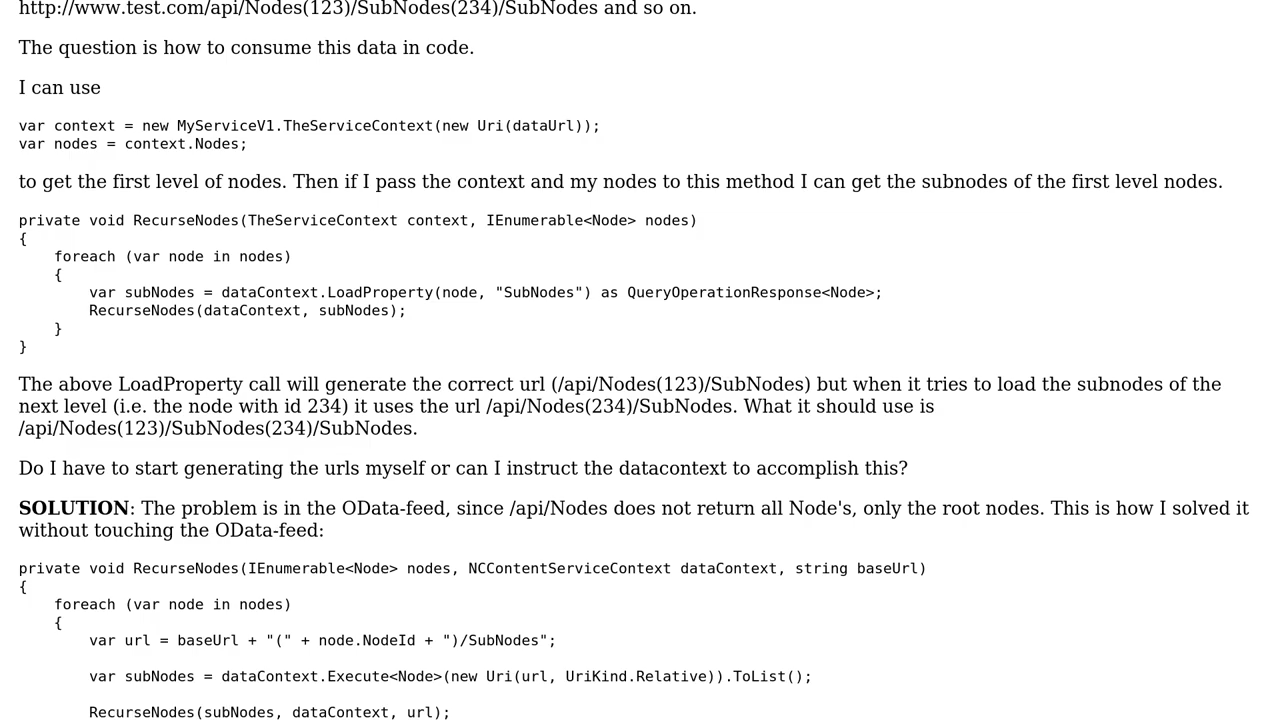 http://www.test.com/api/Nodes(123)/SubNodes(234)/SubNodes and so on.
The question is how to consume this data in code.
I can use
var context = new MyServiceV1.TheServiceContext(new Uri(dataUrl));
var nodes = context.Nodes;
to get the first level of nodes. Then if I pass the context and my nodes to this method I can get the subnodes of the first level nodes.
private void RecurseNodes(TheServiceContext context, IEnumerable<Node> nodes)
{
    foreach (var node in nodes)
    {
        var subNodes = dataContext.LoadProperty(node, "SubNodes") as QueryOperationResponse<Node>;
        RecurseNodes(dataContext, subNodes);
    }
}
The above LoadProperty call will generate the correct url (/api/Nodes(123)/SubNodes) but when it tries to load the subnodes of the
next level (i.e. the node with id 234) it uses the url /api/Nodes(234)/SubNodes. What it should use is
/api/Nodes(123)/SubNodes(234)/SubNodes.
Do I have to start generating the urls myself or can I instruct the datacontext to accomplish this?
SOLUTION: The problem is in the OData-feed, since /api/Nodes does not return all Node's, only the root nodes. This is how I solved it
without touching the OData-feed:
private void RecurseNodes(IEnumerable<Node> nodes, NCContentServiceContext dataContext, string baseUrl)
{
    foreach (var node in nodes)
    {
        var url = baseUrl + "(" + node.NodeId + ")/SubNodes";
        var subNodes = dataContext.Execute<Node>(new Uri(url, UriKind.Relative)).ToList();
        RecurseNodes(subNodes, dataContext, url);